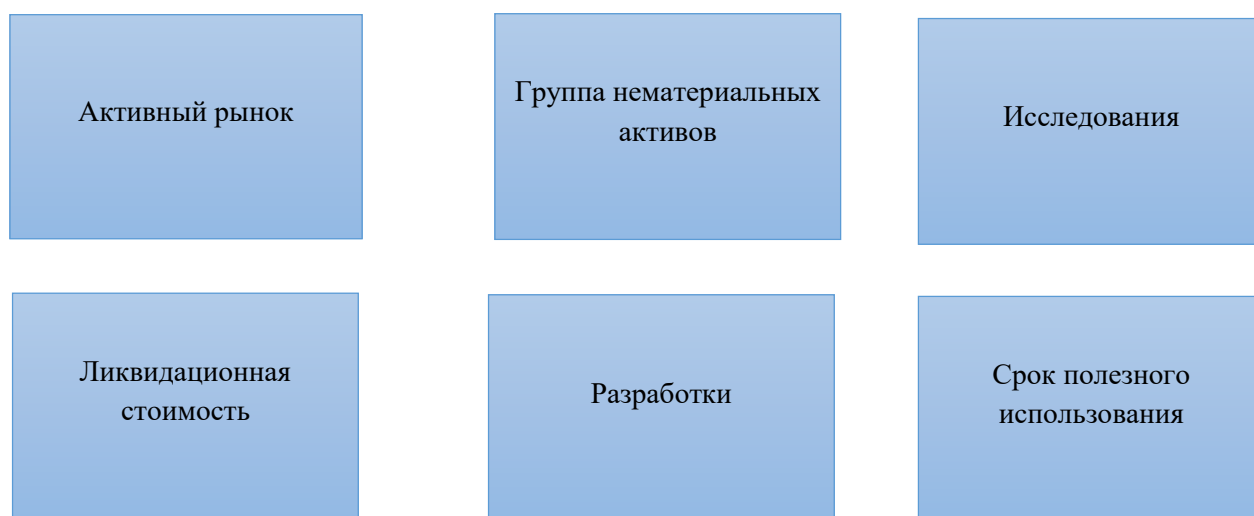 Активный рынок
Группа нематериальных
активов
Исследования
Ликвидационная
стоимость
Разработки
Срок полезного
использования